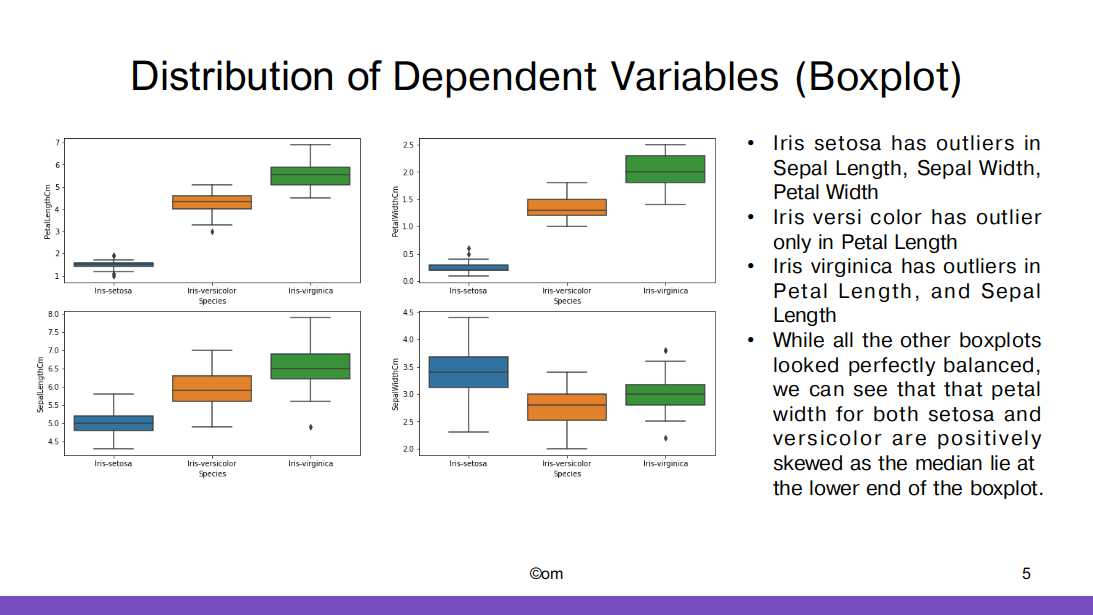 Distribution of Dependent Variables (Boxplot)
7
6
5
4
3
2
1
PetalLengthCm
Iris-setosa Iris-versicolor Iris-virginica
Species
2.5
2.0
1.5
1.0
0.5
0.0
PetalWidthCm
Iris-setosa Iris-versicolor Iris-virginica
Species
8.0
7.5
7.0
6.5
6.0
5.5
5.0
4.5
SepalLengthCm
Iris-setosa Iris-versicolor Iris-virginica
Species
4.5
4.0
3.5
3.0
2.5
2.0
SepalWidthCm
Iris-setosa Iris-versicolor Iris-virginica
Species
• Iris setosa has outliers in
Sepal Length, Sepal Width,
Petal Width
• Iris versi color has outlier
only in Petal Length
• Iris virginica has outliers in
Petal Length, and Sepal
Length
• While all the other boxplots
looked perfectly balanced,
we can see that that petal
width for both setosa and
versicolor are positively
skewed as the median lie at
the lower end of the boxplot.
©om
5